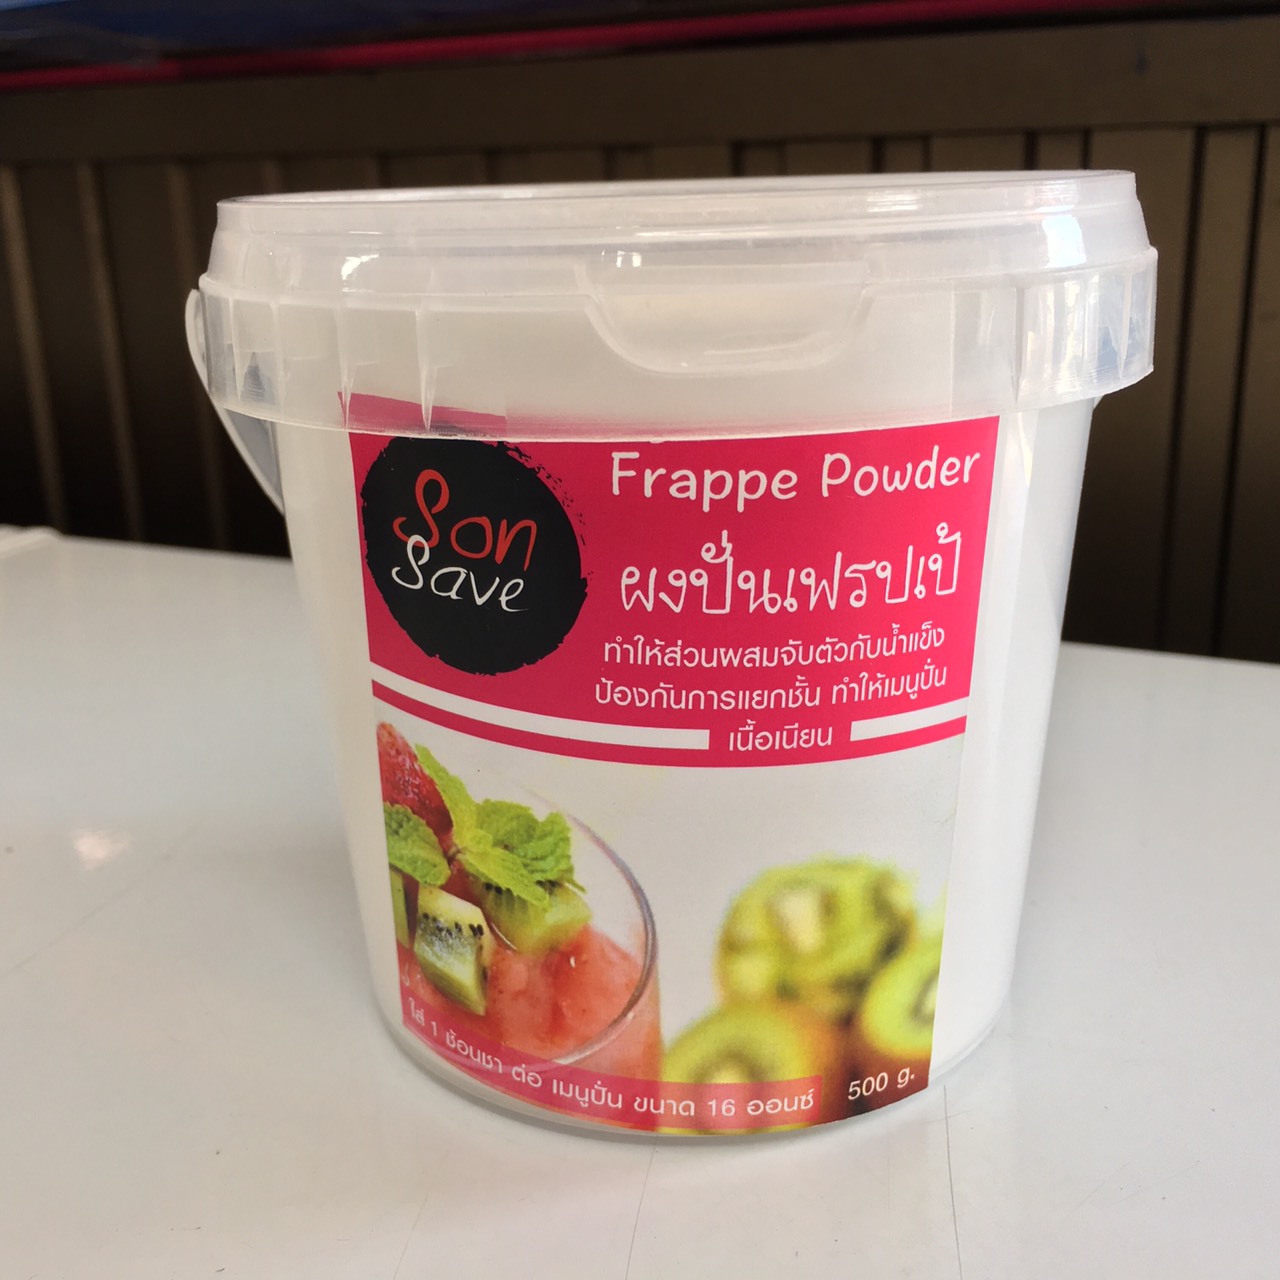 Son
Save
Frappe Powder
ผงปั่นเฟรปเป้
ทำให้ส่วนผสมจับตัวกับน้ำแข็ง
ป้องกันการแยกชั้น ทำให้เมนูปั่น
เนื้อเนียน
ใส่ 1 ช้อนชา ต่อ เมนูปั่น ขนาด 16 ออนซ์
500 g.